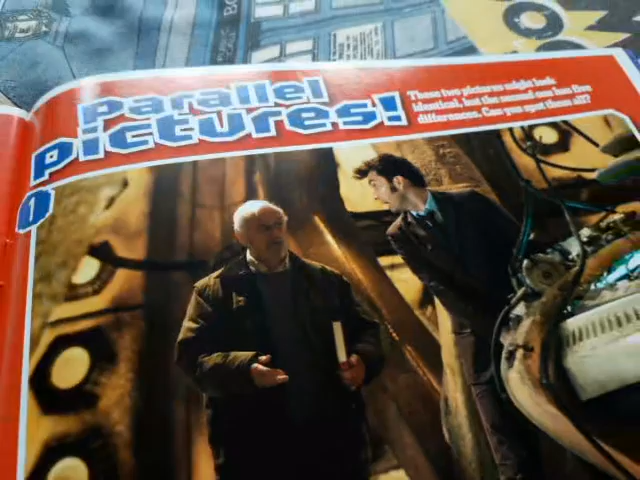 Parallel
Pictures!
These two pictures might look
identical, but the second one has five
differences. Can you spot them all?
1